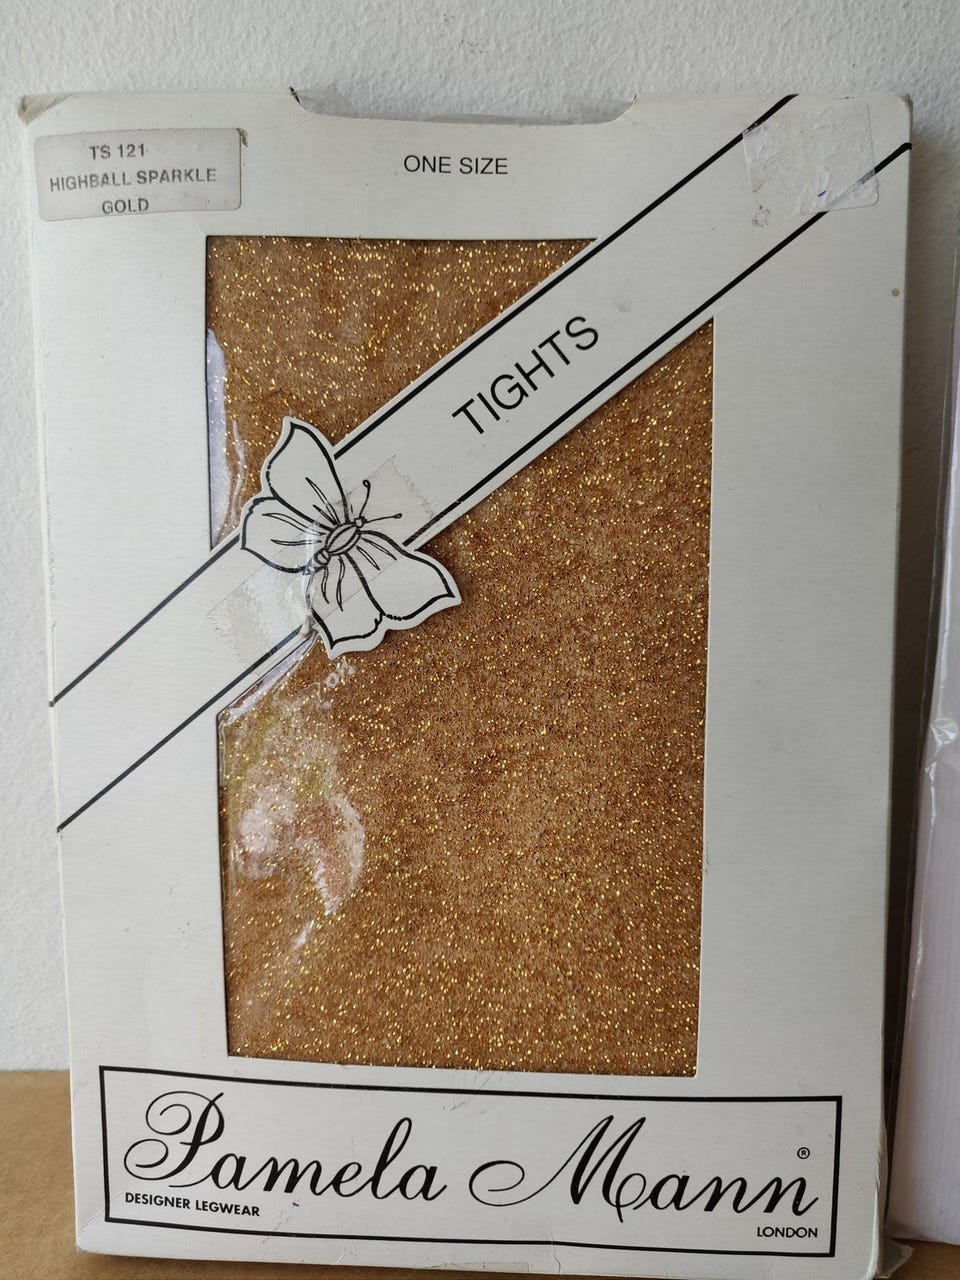 TS 121
HIGHBALL SPARKLE
GOLD
ONE SIZE
TIGHTS
Pamela Mann ®
DESIGNER LEGWEAR
LONDON